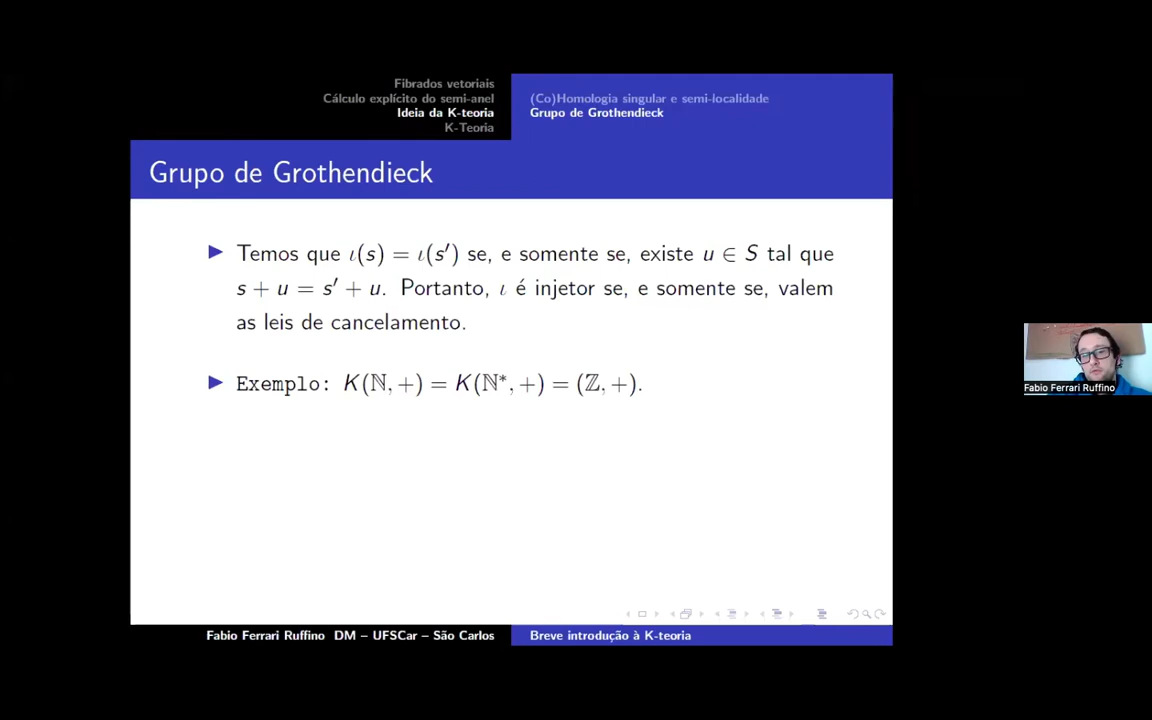 Fibrados vetoriais
Cálculo explícito do semi-anel
Ideia da K-teoria
K-Teoria
(Co)Homologia singular e semi-localidade
Grupo de Grothendieck
Grupo de Grothendieck
Temos que ι(s) = ι(s′) se, e somente se, existe u ∈ S tal que
s + u = s′ + u. Portanto, ι é injetor se, e somente se, valem
as leis de cancelamento.
Exemplo: K(ℕ, +) = K(ℕ*, +) = (ℤ, +).
Fabio Ferrari Ruffino
Fabio Ferrari Ruffino DM – UFSCar – São Carlos
Breve introdução à K-teoria